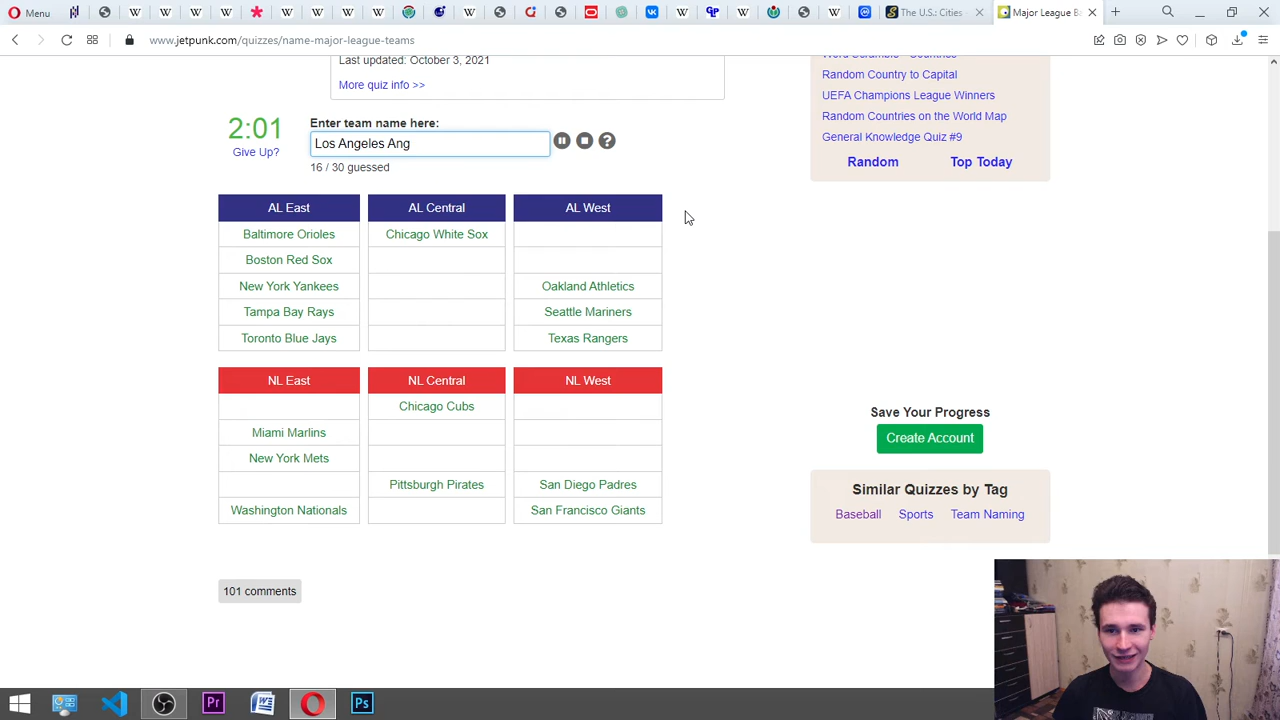 Menu
The U.S.: Cities
Major League Ba
www.jetpunk.com/quizzes/name-major-league-teams
Last updated: October 3, 2021
More quiz info >>
Random Country to Capital
UEFA Champions League Winners
Random Countries on the World Map
General Knowledge Quiz #9
Random Top Today
2:01
Give Up?
Enter team name here:
Los Angeles Ang
16 / 30 guessed
AL East AL Central AL West
Baltimore Orioles Chicago White Sox
Boston Red Sox
New York Yankees Oakland Athletics
Tampa Bay Rays Seattle Mariners
Toronto Blue Jays Texas Rangers
NL East NL Central NL West
Chicago Cubs
Miami Marlins
New York Mets
Pittsburgh Pirates San Diego Padres
Washington Nationals San Francisco Giants
Save Your Progress
Create Account
Similar Quizzes by Tag
Baseball Sports Team Naming
101 comments